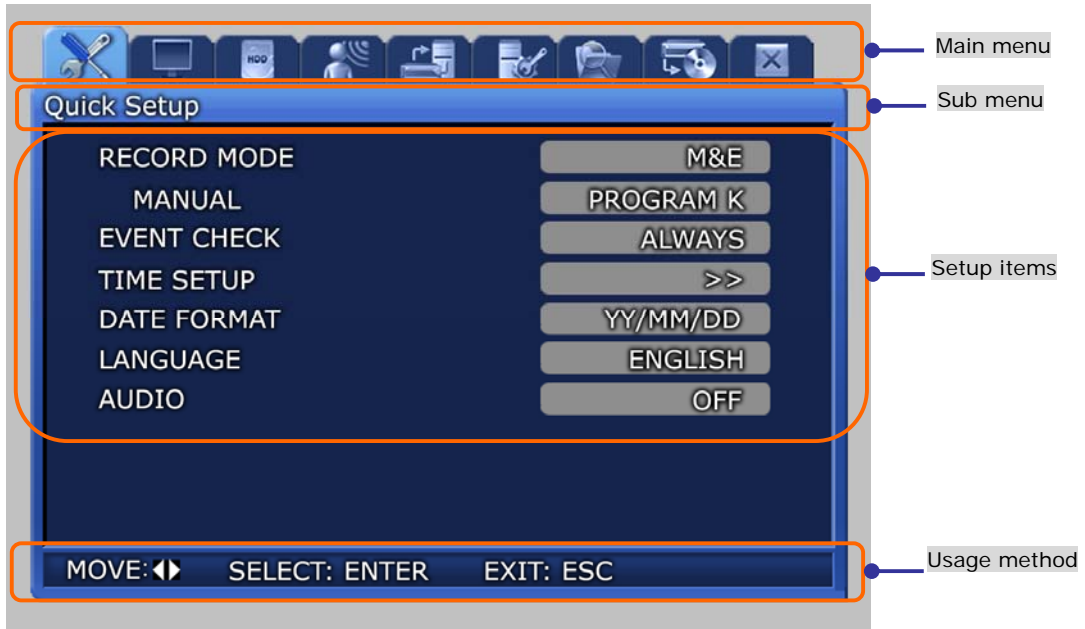 HDD
Main menu
Quick Setup
Sub menu
RECORD MODE M&E
MANUAL PROGRAM K
EVENT CHECK ALWAYS
TIME SETUP >>
Setup items
DATE FORMAT YY/MM/DD
LANGUAGE ENGLISH
AUDIO OFF
MOVE: SELECT: ENTER EXIT: ESC
Usage method